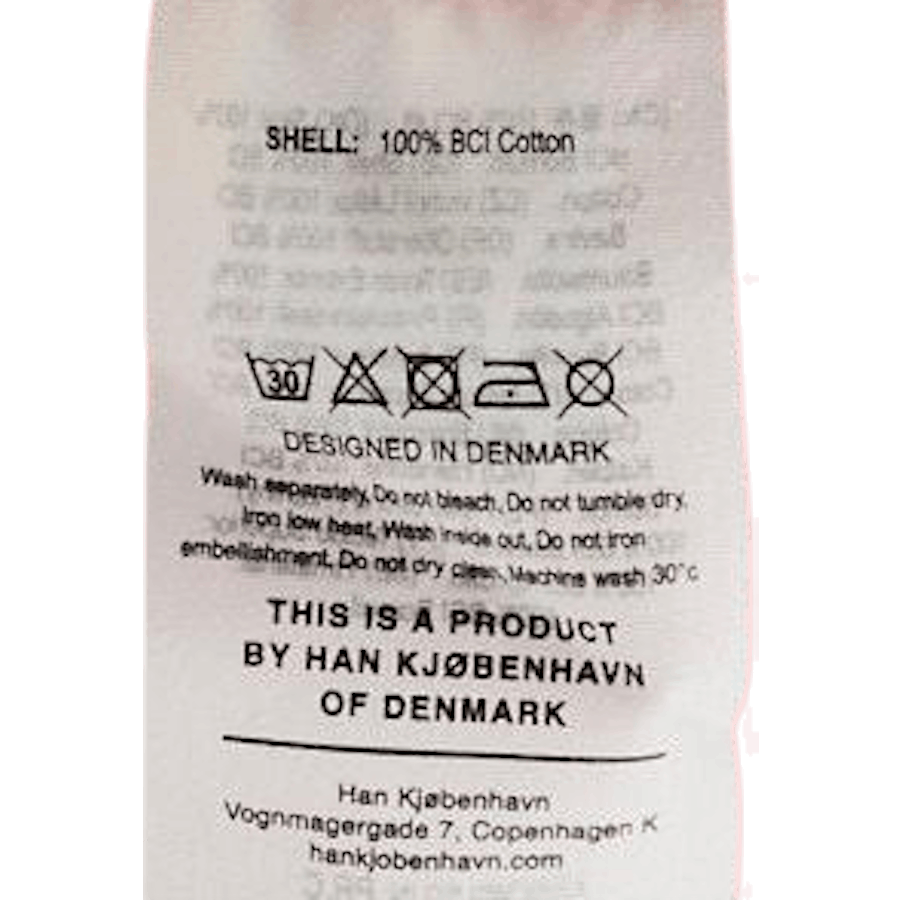 SHELL: 100% BCI Cotton
30
DESIGNED IN DENMARK
Wash separately, Do not bleach, Do not tumble dry,
Iron low heat, Wash inside out, Do not iron
embellishment, Do not dry clean, Machine wash 30°c
THIS IS A PRODUCT
BY HAN KJØBENHAVN
OF DENMARK
Han Kjøbenhavn
Vognmagergade 7, Copenhagen K
hankjobenhavn.com